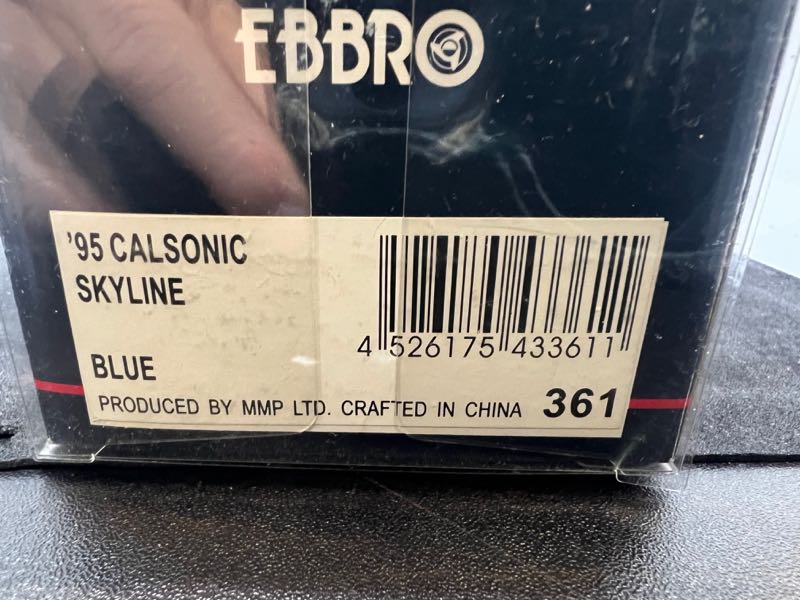 EBBRO
'95 CALSONIC
SKYLINE
BLUE
4 526175 433611
PRODUCED BY MMP LTD. CRAFTED IN CHINA 361